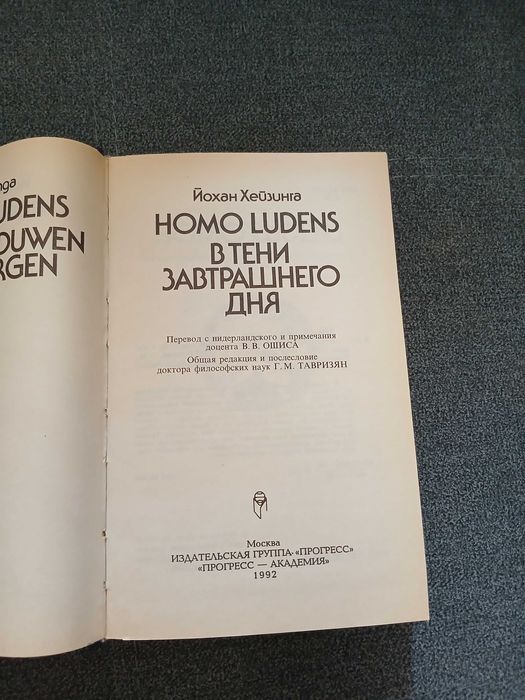 UDENS
OUWEN
RGEN
Йохан Хейзинга
HOMO LUDENS
В ТЕНИ
ЗАВТРАШНЕГО
ДНЯ
Перевод с нидерландского и примечания
доцента В. В. ОШИСА
Общая редакция и послесловие
доктора философских наук Г. М. ТАВРИЗЯН
Москва
ИЗДАТЕЛЬСКАЯ ГРУППА «ПРОГРЕСС»
«ПРОГРЕСС — АКАДЕМИЯ»
1992